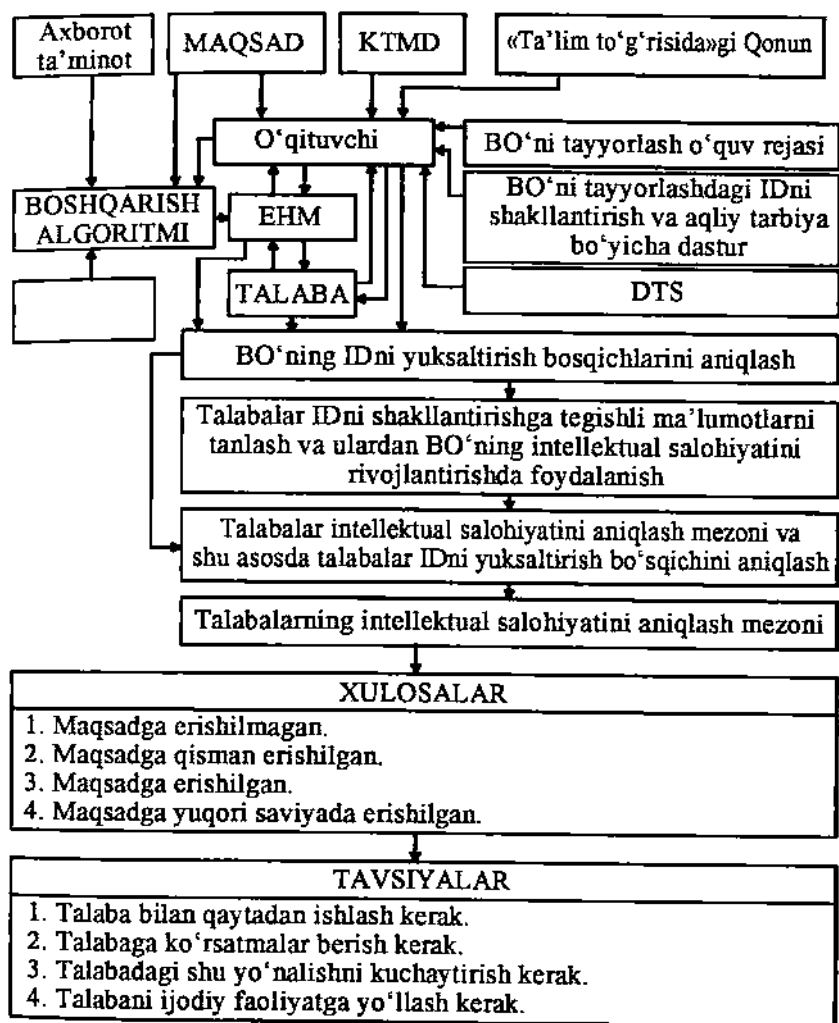 Axborot
ta’minot
MAQSAD
KTMD
«Ta’lim to‘g‘risida»gi Qonun
O‘qituvchi
BO‘ni tayyorlash o‘quv rejasi
BO‘ni tayyorlashdagi IDni
shakllantirish va aqliy tarbiya
bo‘yicha dastur
BOSHQARISH
ALGORITMI
EHM
TALABA
DTS
BO‘ning IDni yuksaltirish bosqichlarini aniqlash
Talabalar IDni shakllantirishga tegishli ma’lumotlarni
tanlash va ulardan BO‘ning intellektual salohiyatini
rivojlantirishda foydalanish
Talabalar intellektual salohiyatini aniqlash mezoni va
shu asosda talabalar IDni yuksaltirish bo‘sqichini aniqlash
Talabalarning intellektual salohiyatini aniqlash mezoni
XULOSALAR
1. Maqsadga erishilmagan.
2. Maqsadga qisman erishilgan.
3. Maqsadga erishilgan.
4. Maqsadga yuqori saviyada erishilgan.
TAVSIYALAR
1. Talaba bilan qaytadan ishlash kerak.
2. Talabaga ko‘rsatmalar berish kerak.
3. Talabadagi shu yo‘nalishni kuchaytirish kerak.
4. Talabani ijodiy faoliyatga yo‘llash kerak.